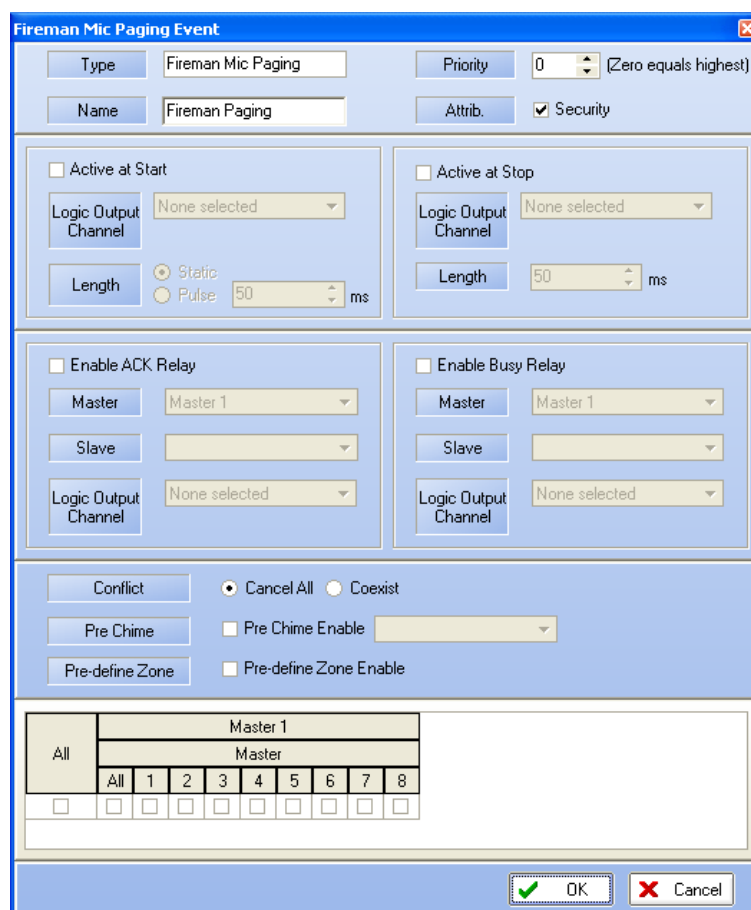 Fireman Mic Paging Event
Type Fireman Mic Paging Priority 0 (Zero equals highest)
Name Fireman Paging Attrib. Security
Active at Start
Logic Output Channel None selected
Length Static Pulse 50 ms
Active at Stop
Logic Output Channel None selected
Length 50 ms
Enable ACK Relay
Master Master 1
Slave
Logic Output Channel None selected
Enable Busy Relay
Master Master 1
Slave
Logic Output Channel None selected
Conflict Cancel All Coexist
Pre Chime Pre Chime Enable
Pre-define Zone Pre-define Zone Enable
All
Master 1
Master
All 1 2 3 4 5 6 7 8
OK Cancel